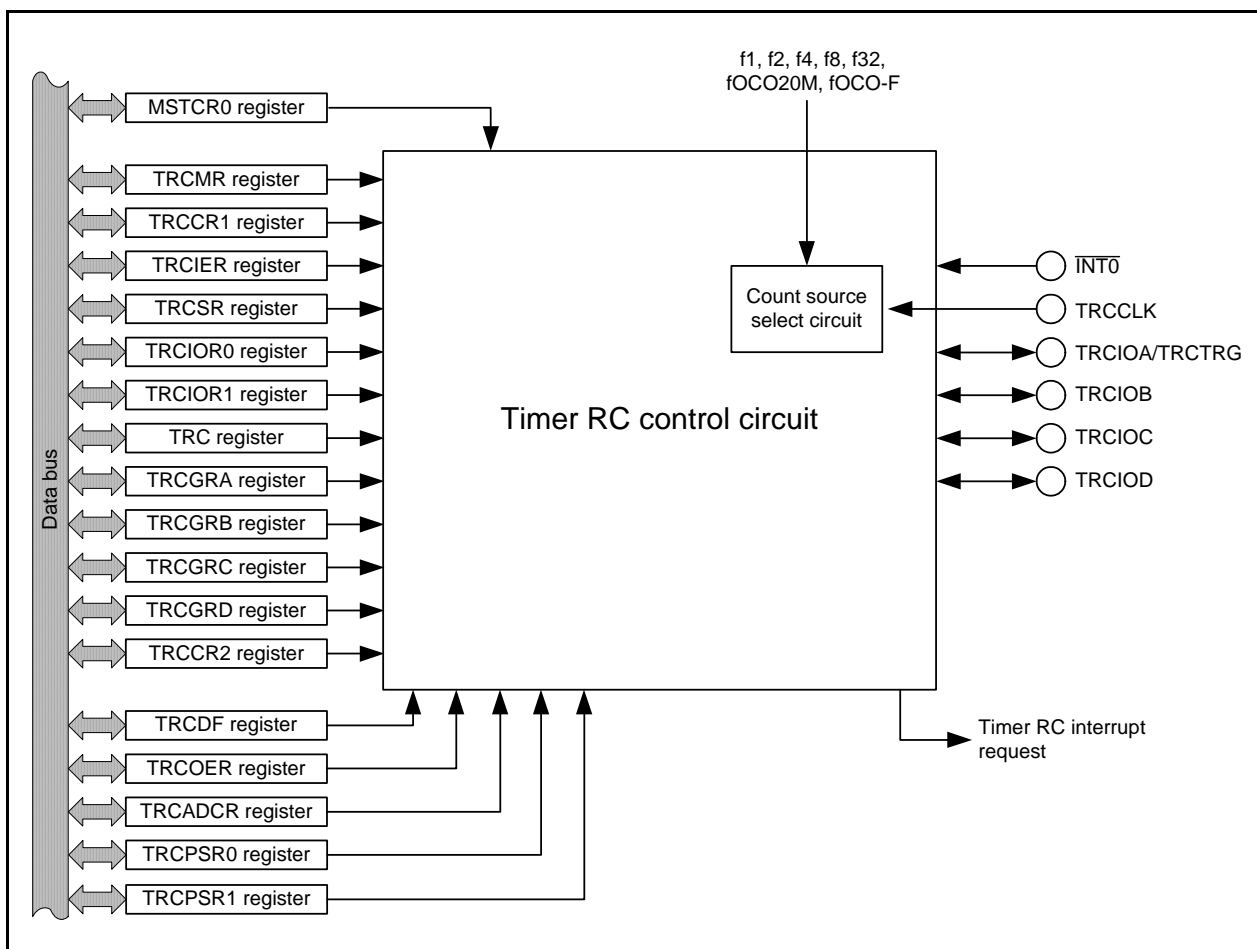 f1, f2, f4, f8, f32,
fOCO20M, fOCO-F
MSTCR0 register
TRCMR register
TRCCR1 register
TRCIER register
TRCSR register
TRCIOR0 register
TRCIOR1 register
TRC register
TRCGRA register
TRCGRB register
TRCGRC register
TRCGRD register
TRCCR2 register
TRCDF register
TRCOER register
TRCADCR register
TRCPSR0 register
TRCPSR1 register
Data bus
Count source
select circuit
Timer RC control circuit
INT0
TRCCLK
TRCIOA/TRCTRG
TRCIOB
TRCIOC
TRCIOD
Timer RC interrupt
request